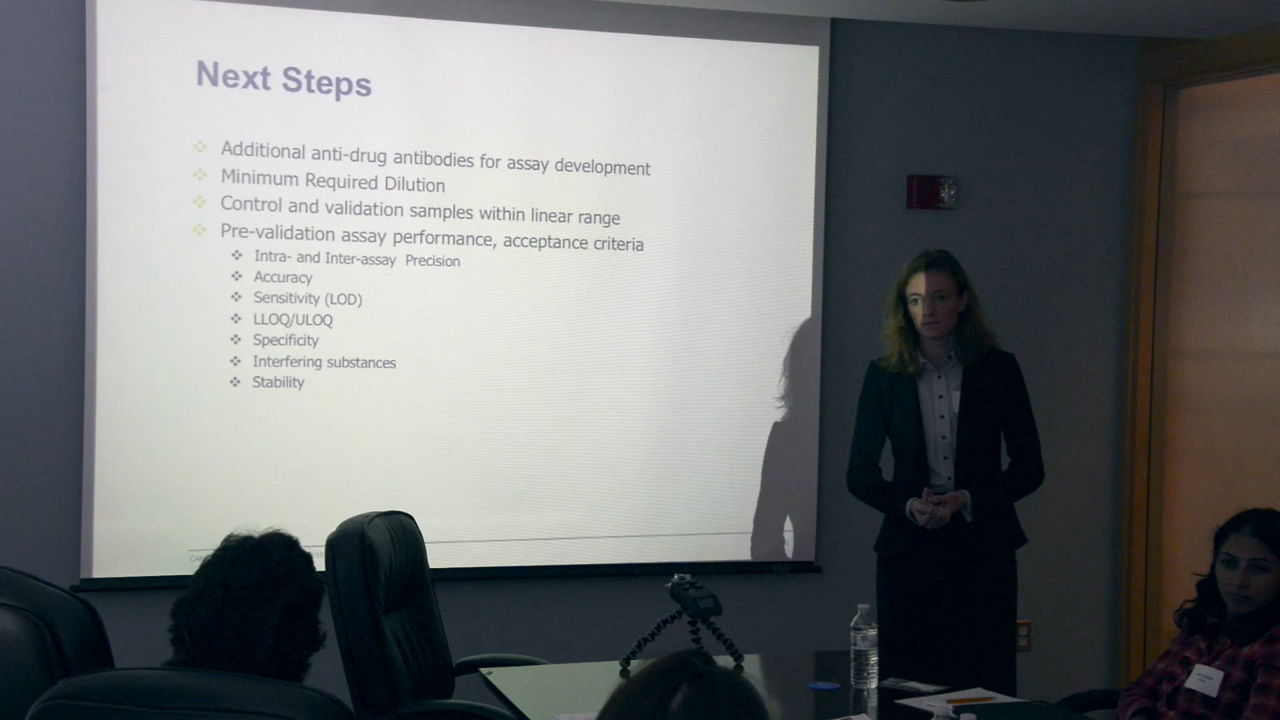 Next Steps
Additional anti-drug antibodies for assay development
Minimum Required Dilution
Control and validation samples within linear range
Pre-validation assay performance, acceptance criteria
Intra- and Inter-assay Precision
Accuracy
Sensitivity (LOD)
LLOQ/ULOQ
Specificity
Interfering substances
Stability